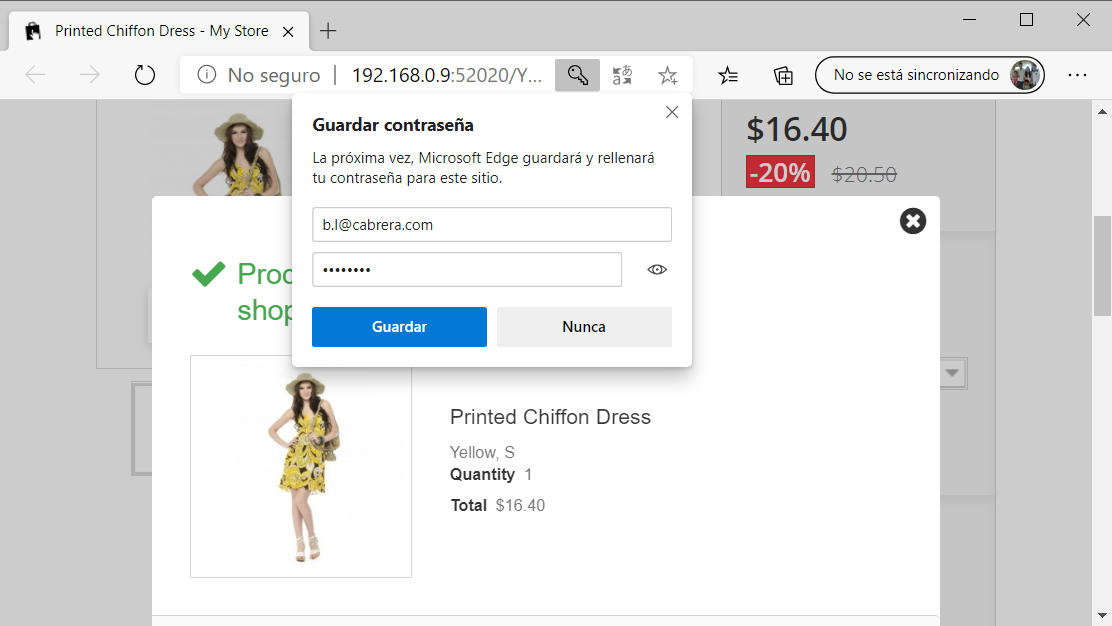 Printed Chiffon Dress - My Store
No seguro | 192.168.0.9:52020/Y...
No se está sincronizando
Guardar contraseña
La próxima vez, Microsoft Edge guardará y rellenará
tu contraseña para este sitio.
b.l@cabrera.com
••••••••
Guardar
Nunca
$16.40
-20% $20.50
Proc
shop
Printed Chiffon Dress
Yellow, S
Quantity 1
Total $16.40